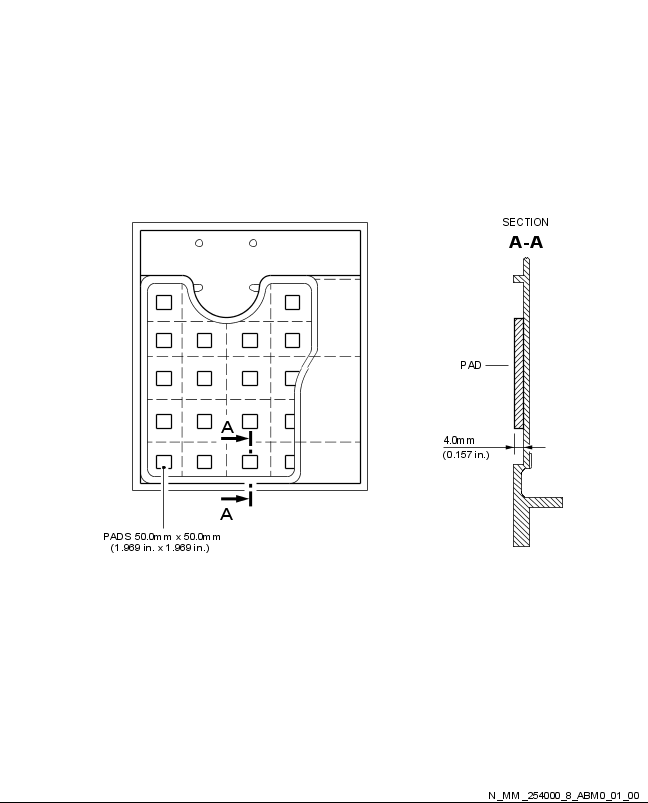 SECTION
A-A
PAD
4.0mm
(0.157 in.)
A
A
PADS 50.0mm x 50.0mm
(1.969 in. x 1.969 in.)
N_MM_254000_8_ABM0_01_00